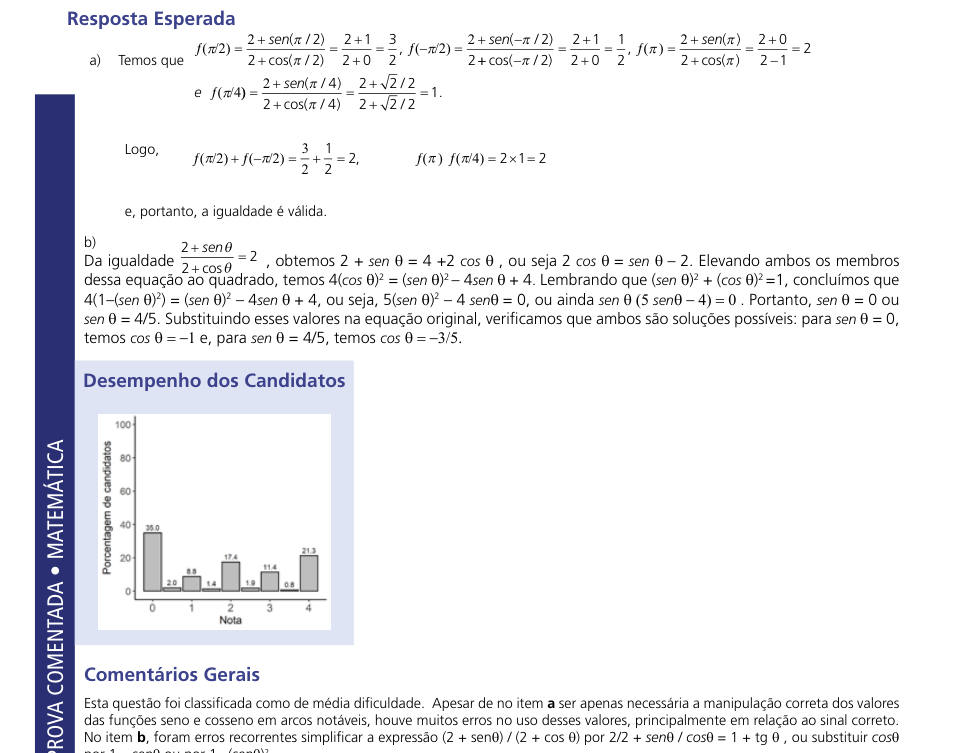 Resposta Esperada
a) Temos que f(π/2) = (2 + sen(π / 2))/(2 + cos(π / 2)) = (2 + 1)/(2 + 0) = 3/2, f(−π/2) = (2 + sen(−π / 2))/(2 + cos(−π / 2)) = (2 + 1)/(2 + 0) = 1/2, f(π) = (2 + sen(π))/(2 + cos(π)) = (2 + 0)/(2 − 1) = 2
e f(π/4) = (2 + sen(π / 4))/(2 + cos(π / 4)) = (2 + √2 / 2)/(2 + √2 / 2) = 1.
Logo, f(π/2) + f(−π/2) = 3/2 + 1/2 = 2, f(π) f(π/4) = 2 × 1 = 2
e, portanto, a igualdade é válida.
b)
Da igualdade (2 + sen θ)/(2 + cos θ) = 2 , obtemos 2 + sen θ = 4 +2 cos θ , ou seja 2 cos θ = sen θ − 2. Elevando ambos os membros
dessa equação ao quadrado, temos 4(cos θ)² = (sen θ)² – 4sen θ + 4. Lembrando que (sen θ)² + (cos θ)² =1, concluímos que
4(1–(sen θ)²) = (sen θ)² – 4sen θ + 4, ou seja, 5(sen θ)² – 4 senθ = 0, ou ainda sen θ (5 senθ – 4) = 0 . Portanto, sen θ = 0 ou
sen θ = 4/5. Substituindo esses valores na equação original, verificamos que ambos são soluções possíveis: para sen θ = 0,
temos cos θ = –1 e, para sen θ = 4/5, temos cos θ = –3/5.
Desempenho dos Candidatos
Porcentagem de candidatos
100
80
60
40
20
0
35.0
2.0
8.8
1.4
17.4
1.9
11.4
0.8
21.3
0 1 2 3 4
Nota
PROVA COMENTADA • MATEMÁTICA
Comentários Gerais
Esta questão foi classificada como de média dificuldade. Apesar de no item a ser apenas necessária a manipulação correta dos valores
das funções seno e cosseno em arcos notáveis, houve muitos erros no uso desses valores, principalmente em relação ao sinal correto.
No item b, foram erros recorrentes simplificar a expressão (2 + senθ) / (2 + cos θ) por 2/2 + senθ / cosθ = 1 + tg θ , ou substituir cosθ
por 1 – senθ ou por 1– (senθ)²